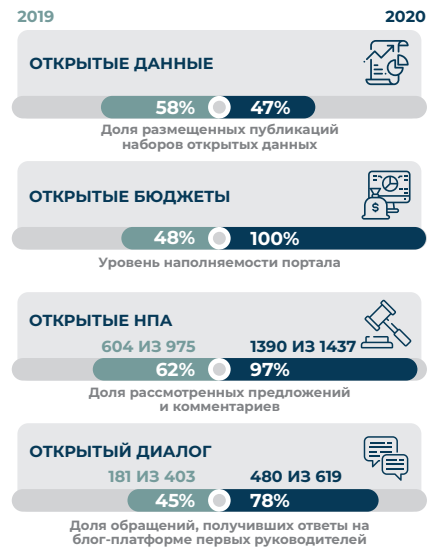 2019 2020
ОТКРЫТЫЕ ДАННЫЕ
58% 47%
Доля размещенных публикаций
наборов открытых данных
ОТКРЫТЫЕ БЮДЖЕТЫ
$
48% 100%
Уровень наполняемости портала
ОТКРЫТЫЕ НПА
604 ИЗ 975 1390 ИЗ 1437
62% 97%
Доля рассмотренных предложений
и комментариев
ОТКРЫТЫЙ ДИАЛОГ
181 ИЗ 403 480 ИЗ 619
45% 78%
Доля обращений, получивших ответы на
блог-платформе первых руководителей